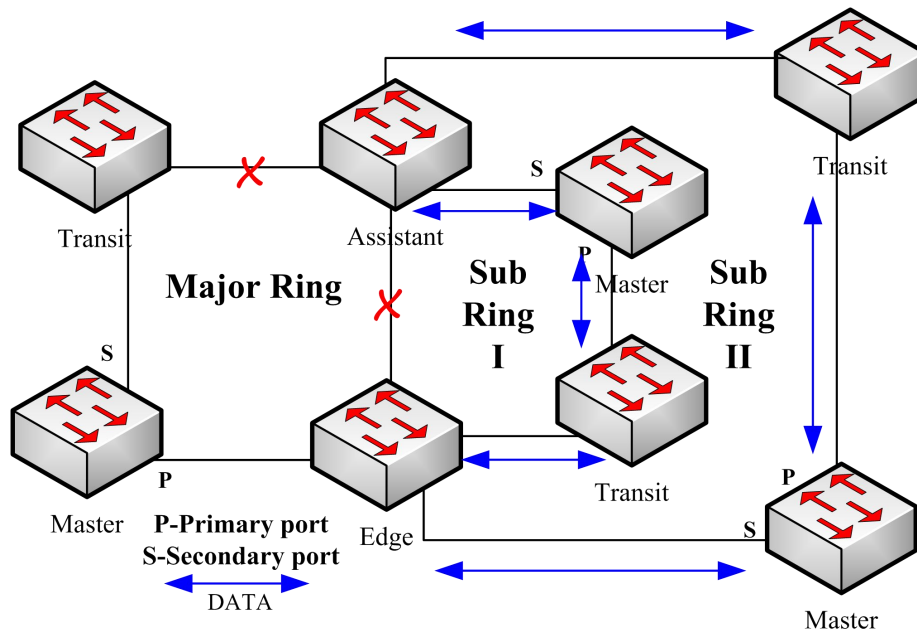 Transit
Assistant
S
Transit
Major Ring
Sub
Ring
I
P
Master
Sub
Ring
II
Transit
S
Master
P
Edge
Transit
P
S
Master
P-Primary port
S-Secondary port
DATA